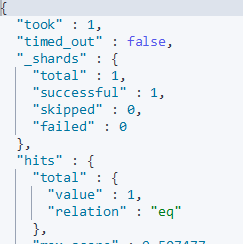 {
"took" : 1,
"timed_out" : false,
"_shards" : {
"total" : 1,
"successful" : 1,
"skipped" : 0,
"failed" : 0
},
"hits" : {
"total" : {
"value" : 1,
"relation" : "eq"
},